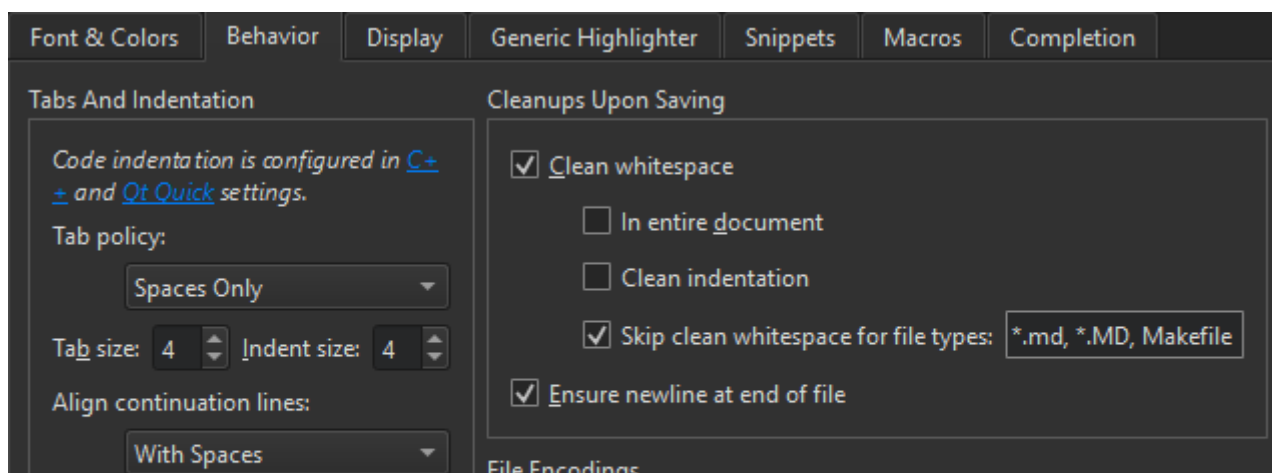 Font & Colors Behavior Display Generic Highlighter Snippets Macros Completion
Tabs And Indentation
Code indentation is configured in C+
+ and Qt Quick settings.
Tab policy:
Spaces Only
Tab size: 4 Indent size: 4
Align continuation lines:
With Spaces
Cleanups Upon Saving
Clean whitespace
In entire document
Clean indentation
Skip clean whitespace for file types: *.md, *.MD, Makefile
Ensure newline at end of file
File Encodings